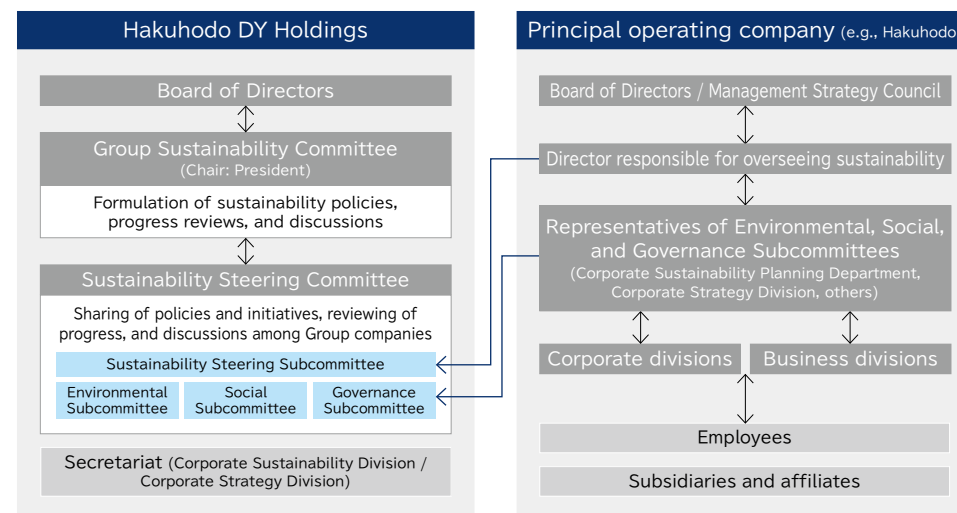 Hakuhodo DY Holdings
Board of Directors
Group Sustainability Committee
(Chair: President)
Formulation of sustainability policies,
progress reviews, and discussions
Sustainability Steering Committee
Sharing of policies and initiatives, reviewing of
progress, and discussions among Group companies
Sustainability Steering Subcommittee
Environmental
Subcommittee
Social
Subcommittee
Governance
Subcommittee
Secretariat (Corporate Sustainability Division /
Corporate Strategy Division)
Principal operating company (e.g., Hakuhodo
Board of Directors / Management Strategy Council
Director responsible for overseeing sustainability
Representatives of Environmental, Social,
and Governance Subcommittees
(Corporate Sustainability Planning Department,
Corporate Strategy Division, others)
Corporate divisions
Business divisions
Employees
Subsidiaries and affiliates